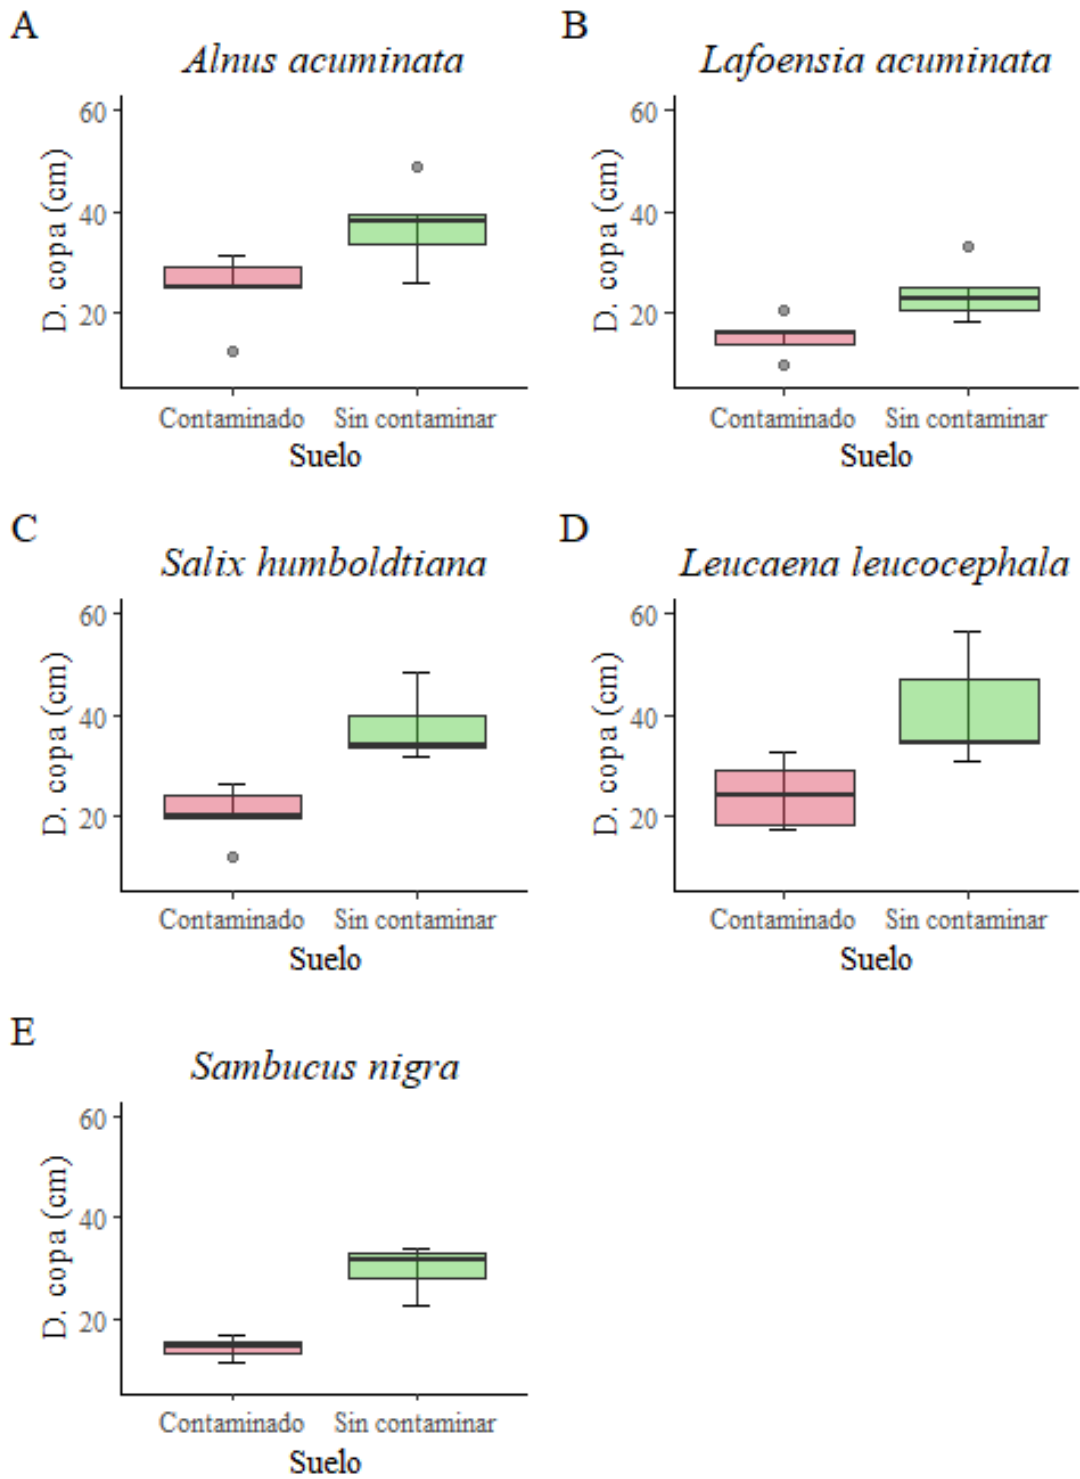 A
Alnus acuminata
60
40
20
D. copa (cm)
Contaminado Sin contaminar
Suelo
B
Lafoensia acuminata
60
40
20
D. copa (cm)
Contaminado Sin contaminar
Suelo
C
Salix humboldtiana
60
40
20
D. copa (cm)
Contaminado Sin contaminar
Suelo
D
Leucaena leucocephala
60
40
20
D. copa (cm)
Contaminado Sin contaminar
Suelo
E
Sambucus nigra
60
40
20
D. copa (cm)
Contaminado Sin contaminar
Suelo